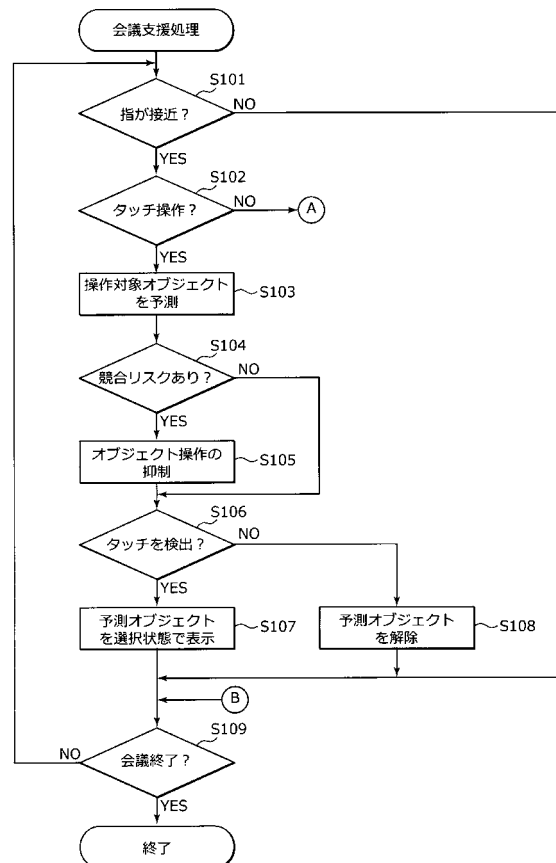 会議支援処理
S101
指が接近？
NO
YES
S102
タッチ操作？
NO
A
YES
操作対象オブジェクト
を予測
S103
S104
競合リスクあり？
NO
YES
オブジェクト操作の
抑制
S105
S106
タッチを検出？
NO
YES
予測オブジェクト
を選択状態で表示
S107
予測オブジェクト
を解除
S108
B
S109
会議終了？
NO
YES
終了